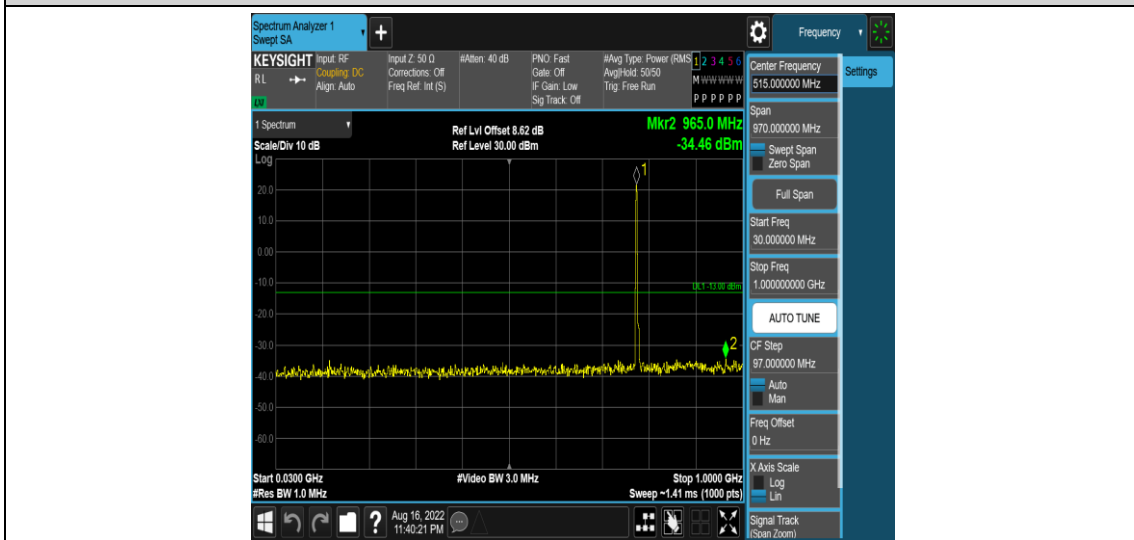 Spectrum Analyzer 1
Swept SA
+
Frequency
KEYSIGHT
R L
LNI
Input: RF
Coupling: DC
Align: Auto
Input Z: 50 Ω
Corrections: Off
Freq Ref: Int (S)
#Atten: 40 dB
PNO: Fast
Gate: Off
IF Gain: Low
Sig Track: Off
#Avg Type: Power (RMS
Avg|Hold: 50/50
Trig: Free Run
1 2 3 4 5 6
M W W W W W
P P P P P P
Center Frequency
515.000000 MHz
Settings
1 Spectrum
Scale/Div 10 dB
Ref Lvl Offset 8.62 dB
Ref Level 30.00 dBm
Mkr2 965.0 MHz
-34.46 dBm
Log
20.0
10.0
0.00
-10.0
-20.0
-30.0
-40.0
-50.0
-60.0
1
DL1 -13.00 dBm
2
Start 0.0300 GHz
#Res BW 1.0 MHz
#Video BW 3.0 MHz
Stop 1.0000 GHz
Sweep ~1.41 ms (1000 pts)
Span
970.000000 MHz
Swept Span
Zero Span
Full Span
Start Freq
30.000000 MHz
Stop Freq
1.000000000 GHz
AUTO TUNE
CF Step
97.000000 MHz
Auto
Man
Freq Offset
0 Hz
X Axis Scale
Log
Lin
Signal Track
(Span Zoom)
?
Aug 16, 2022
11:40:21 PM